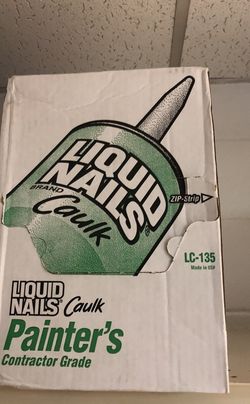 LIQUID
NAILS®
BRAND
Caulk
ZIP-Strip
LC-135
Made in USA
LIQUID
NAILS® Caulk
Painter's
Contractor Grade